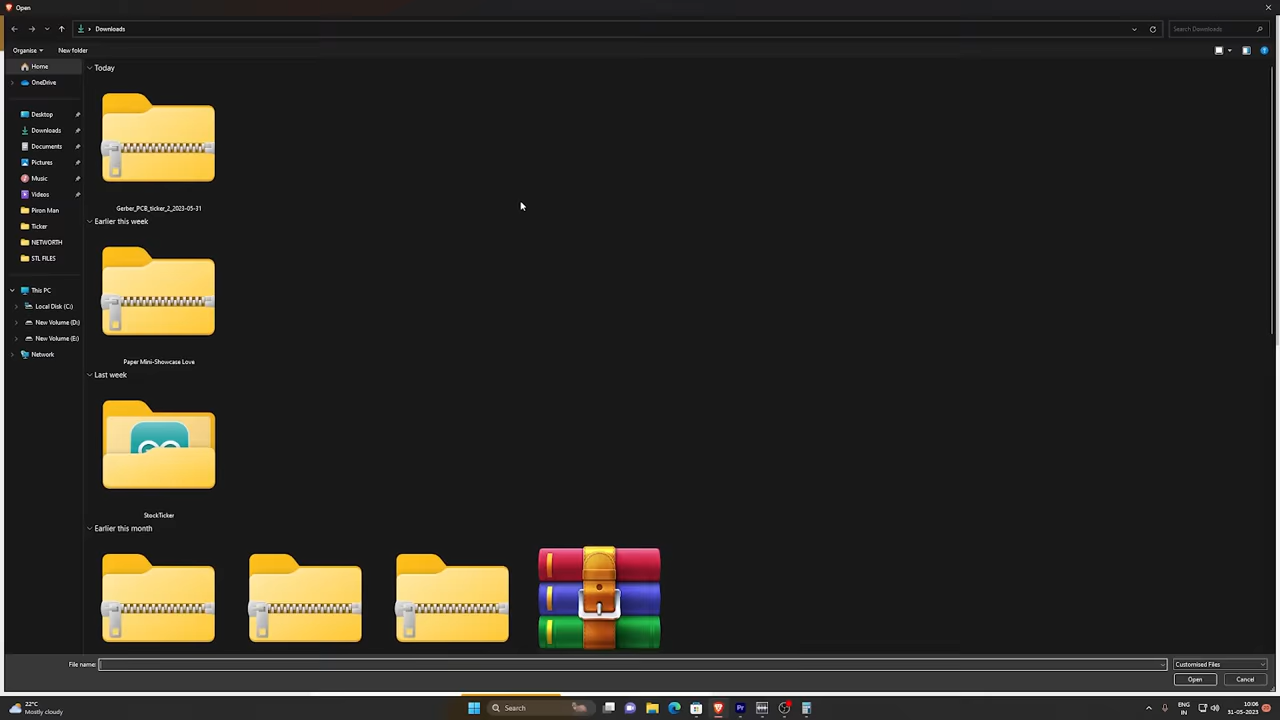 Open
Downloads
Search Downloads
Organise
New folder
Home
OneDrive
Desktop
Downloads
Documents
Pictures
Music
Videos
Piron Man
Ticker
NETWORTH
STL FILES
This PC
Local Disk (C:)
New Volume (D:)
New Volume (E:)
Network
Today
Gerber_PCB_ticker_2_2023-05-31
Earlier this week
Paper Mini-Showcase Love
Last week
StockTicker
Earlier this month
File name:
Customised Files
Open
Cancel
22°C
Mostly cloudy
Search
Pr
ENG
IN
10:06
31-05-2023